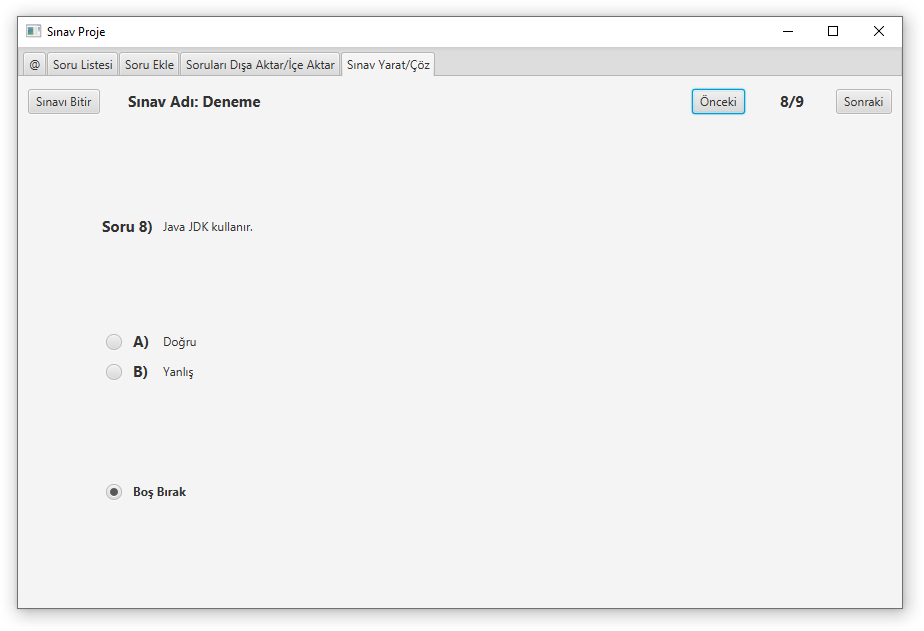 Sınav Proje
@ Soru Listesi Soru Ekle Soruları Dışa Aktar/İçe Aktar Sınav Yarat/Çöz
Sınavı Bitir Sınav Adı: Deneme Önceki 8/9 Sonraki
Soru 8) Java JDK kullanır.
A) Doğru
B) Yanlış
Boş Bırak